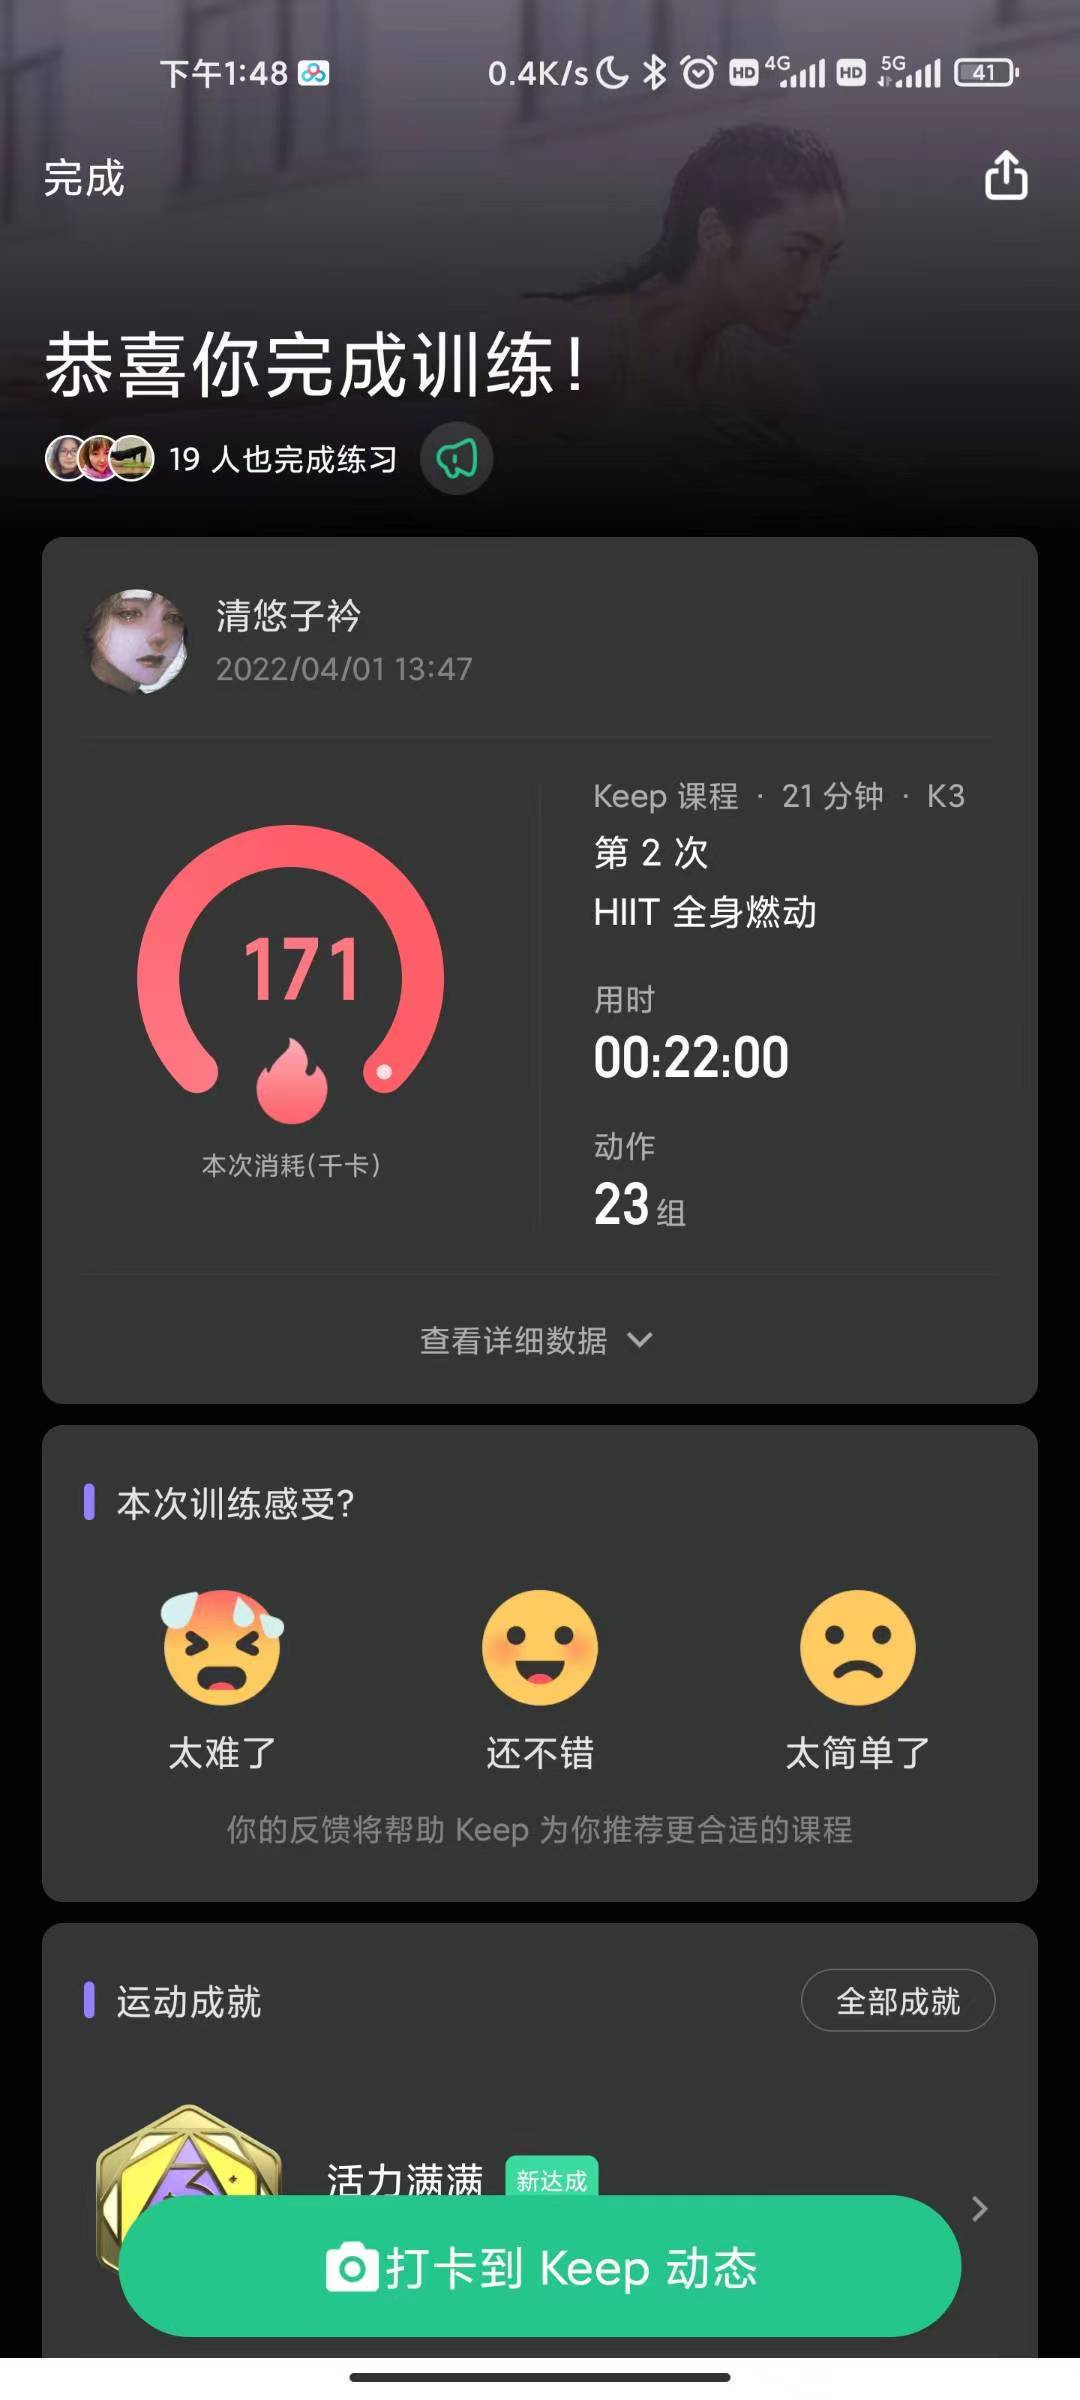 下午1:48 0.4K/s HD 4G HD 5G 41
完成
恭喜你完成训练！
19 人也完成练习
清悠子衿
2022/04/01 13:47
Keep 课程 · 21 分钟 · K3
第 2 次
HIIT 全身燃动
171
本次消耗(千卡)
用时
00:22:00
动作
23 组
查看详细数据
本次训练感受?
太难了 还不错 太简单了
你的反馈将帮助 Keep 为你推荐更合适的课程
运动成就 全部成就
活力满满 新达成
打卡到 Keep 动态